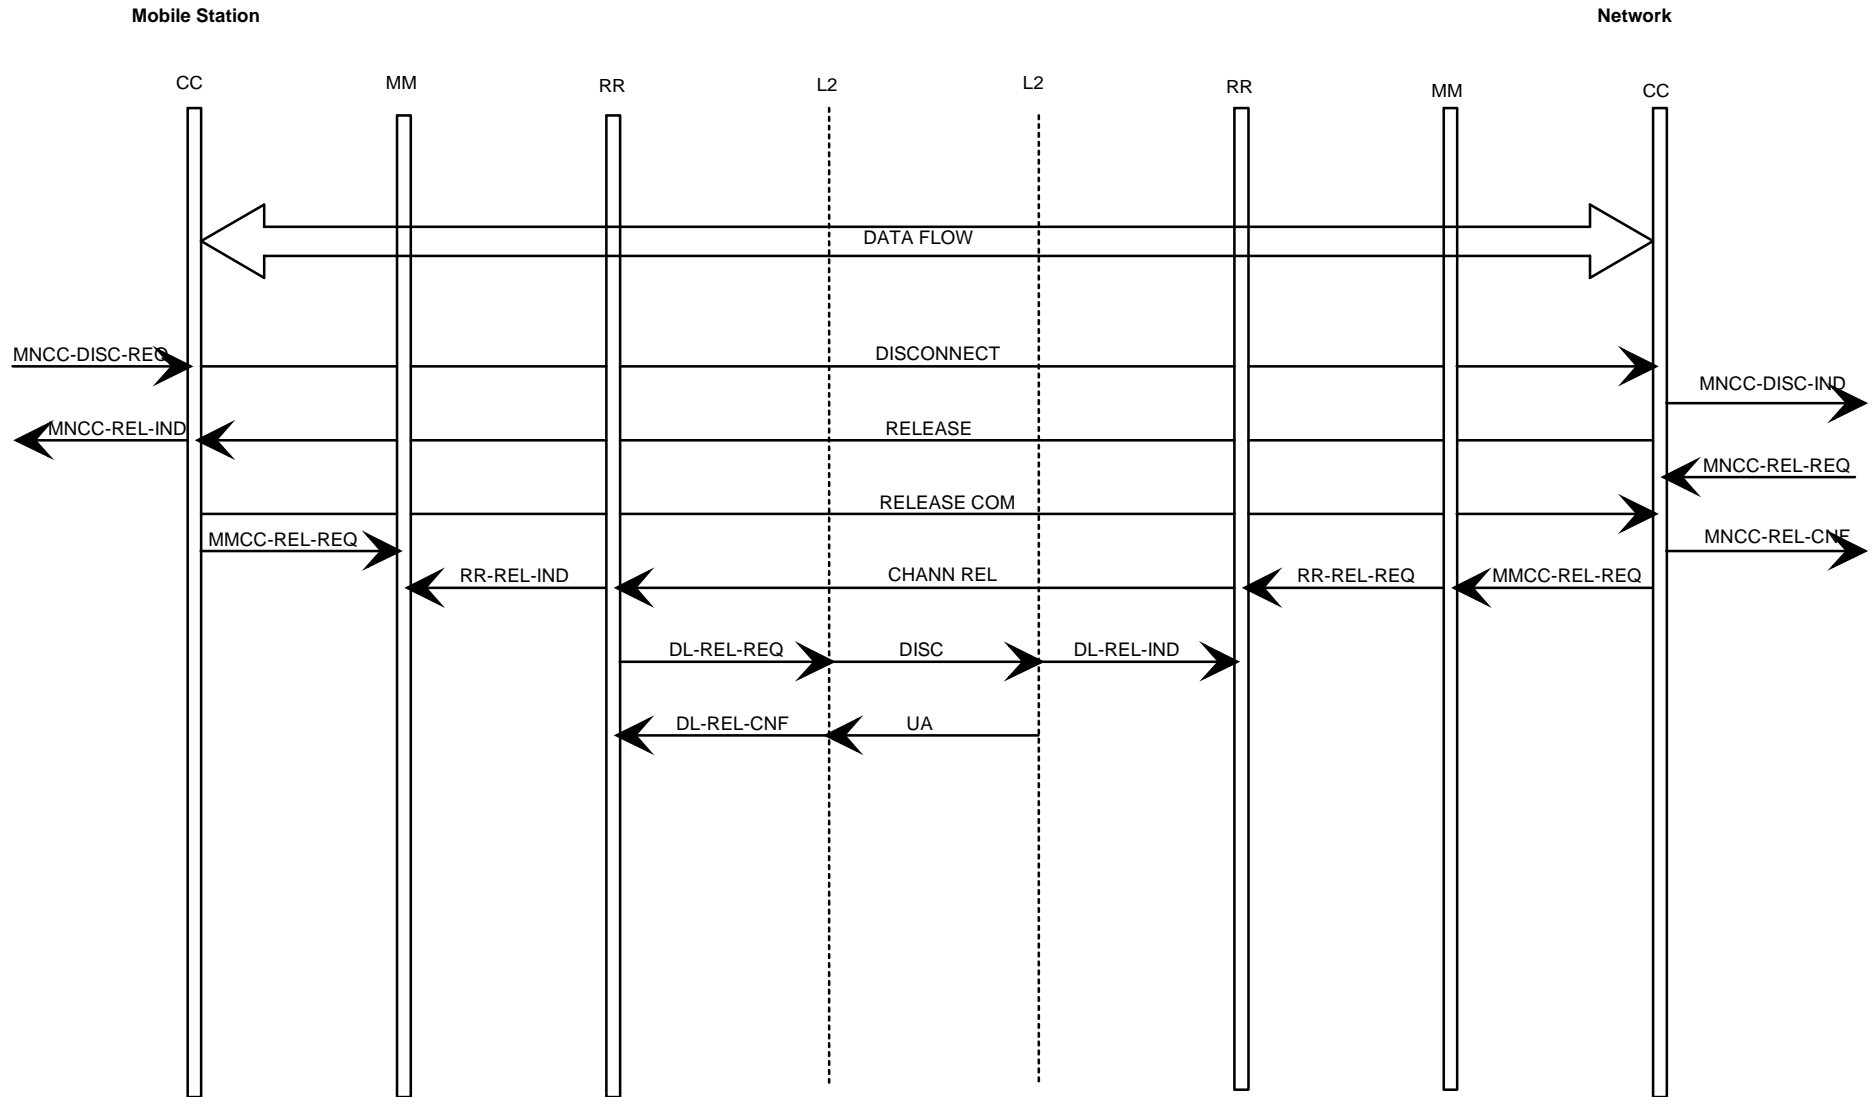 Mobile Station
Network
CC
MM
RR
L2
L2
RR
MM
CC
DATA FLOW
MNCC-DISC-REQ
DISCONNECT
MNCC-DISC-IND
MNCC-REL-IND
RELEASE
MNCC-REL-REQ
RELEASE COM
MMCC-REL-REQ
MNCC-REL-CNF
RR-REL-IND
CHANN REL
RR-REL-REQ
MMCC-REL-REQ
DL-REL-REQ
DISC
DL-REL-IND
DL-REL-CNF
UA